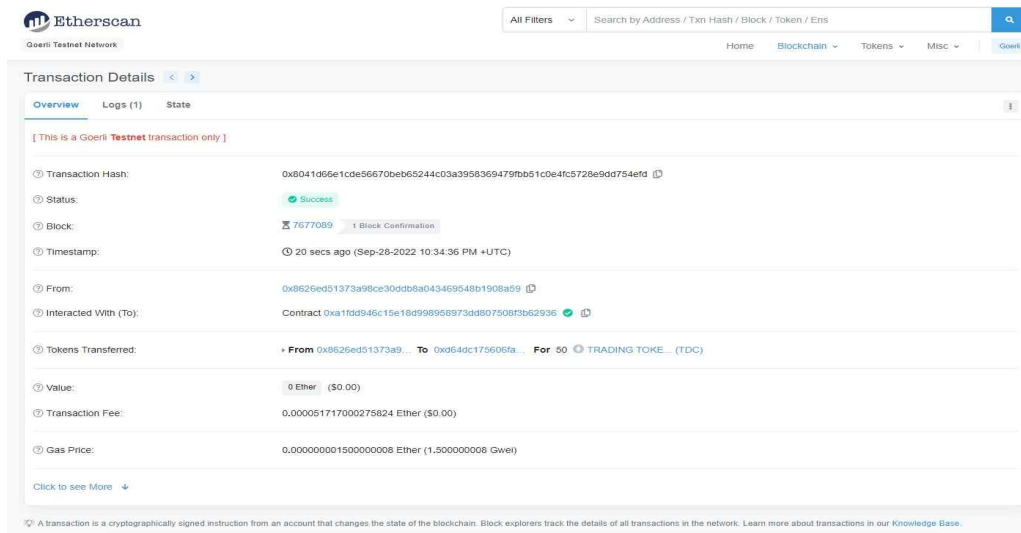 Etherscan
All Filters Search by Address / Txn Hash / Block / Token / Ens
Goerli Testnet Network
Home Blockchain Tokens Misc Goerli
Transaction Details < >
Overview Logs (1) State
[ This is a Goerli Testnet transaction only ]
Transaction Hash: 0x8041d66e1cde56670beb65244c03a3958369479fbb51c0e4fc5728e9dd754efd
Status: Success
Block: 7677089 1 Block Confirmation
Timestamp: 20 secs ago (Sep-28-2022 10:34:36 PM +UTC)
From: 0x8626ed51373a98ce30ddb8a043469548b1908a59
Interacted With (To): Contract 0xa1fdd946c15e18d998958973dd807508f3b62936
Tokens Transferred: From 0x8626ed51373a9... To 0xd64dc175606fa... For 50 TRADING TOKE... (TDC)
Value: 0 Ether ($0.00)
Transaction Fee: 0.000051717000275824 Ether ($0.00)
Gas Price: 0.000000001500000008 Ether (1.500000008 Gwei)
Click to see More
A transaction is a cryptographically signed instruction from an account that changes the state of the blockchain. Block explorers track the details of all transactions in the network. Learn more about transactions in our Knowledge Base.